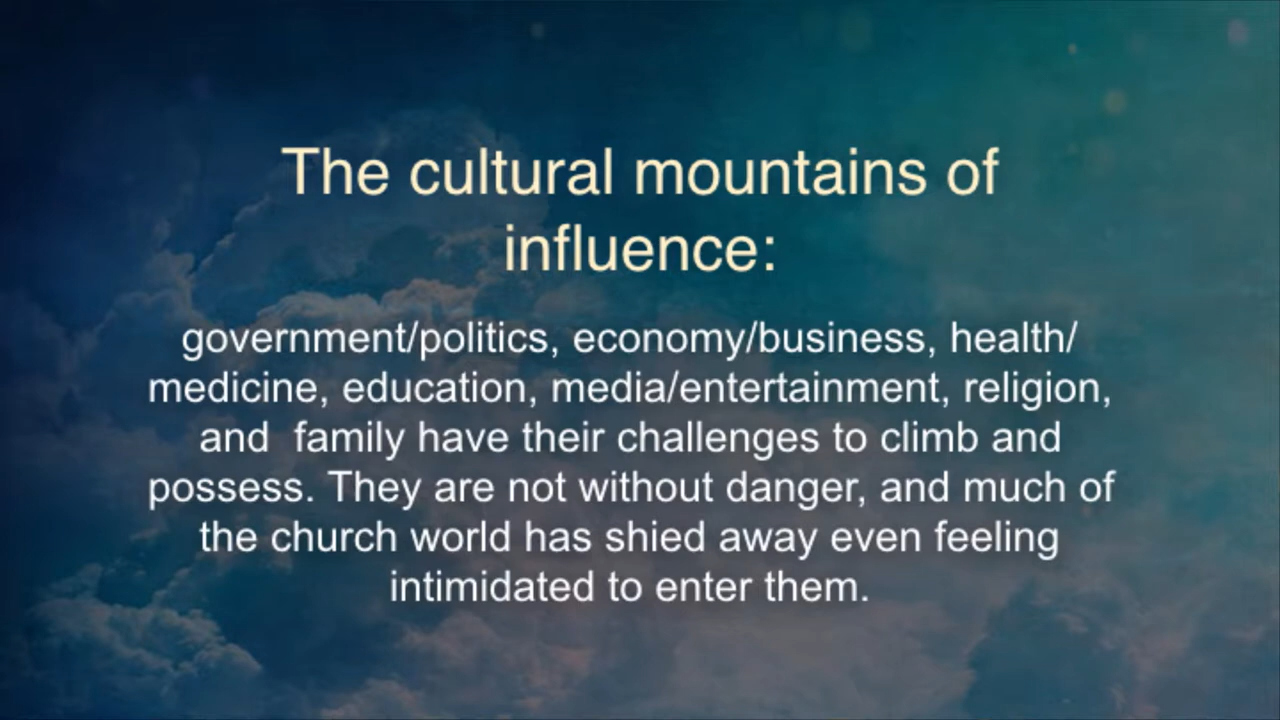 The cultural mountains of
influence:
government/politics, economy/business, health/
medicine, education, media/entertainment, religion,
and  family have their challenges to climb and
possess. They are not without danger, and much of
the church world has shied away even feeling
intimidated to enter them.